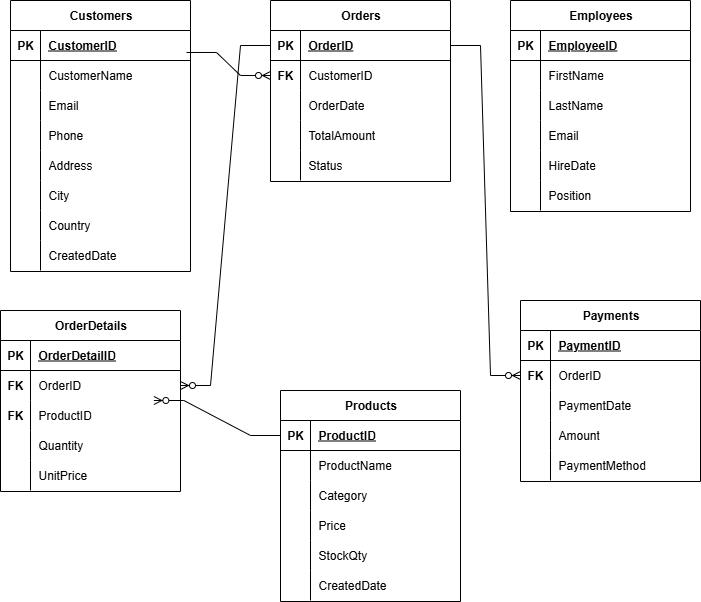 Customers
PK CustomerID
CustomerName
Email
Phone
Address
City
Country
CreatedDate
Orders
PK OrderID
FK CustomerID
OrderDate
TotalAmount
Status
Employees
PK EmployeeID
FirstName
LastName
Email
HireDate
Position
OrderDetails
PK OrderDetailID
FK OrderID
FK ProductID
Quantity
UnitPrice
Products
PK ProductID
ProductName
Category
Price
StockQty
CreatedDate
Payments
PK PaymentID
FK OrderID
PaymentDate
Amount
PaymentMethod